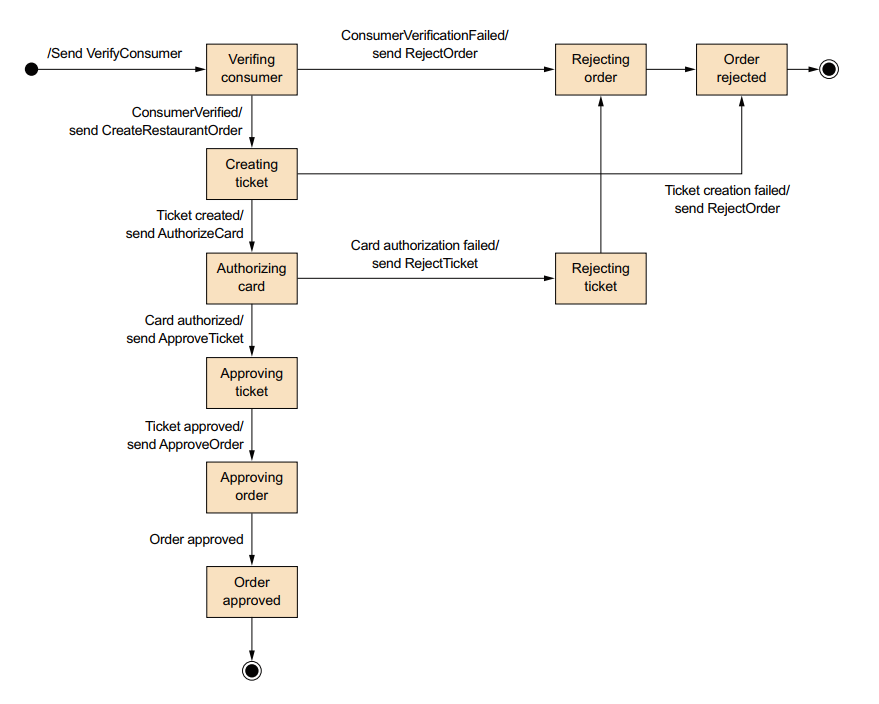 /Send VerifyConsumer
Verifing
consumer
ConsumerVerificationFailed/
send RejectOrder
Rejecting
order
Order
rejected
ConsumerVerified/
send CreateRestaurantOrder
Creating
ticket
Ticket creation failed/
send RejectOrder
Ticket created/
send AuthorizeCard
Authorizing
card
Card authorization failed/
send RejectTicket
Rejecting
ticket
Card authorized/
send ApproveTicket
Approving
ticket
Ticket approved/
send ApproveOrder
Approving
order
Order approved
Order
approved